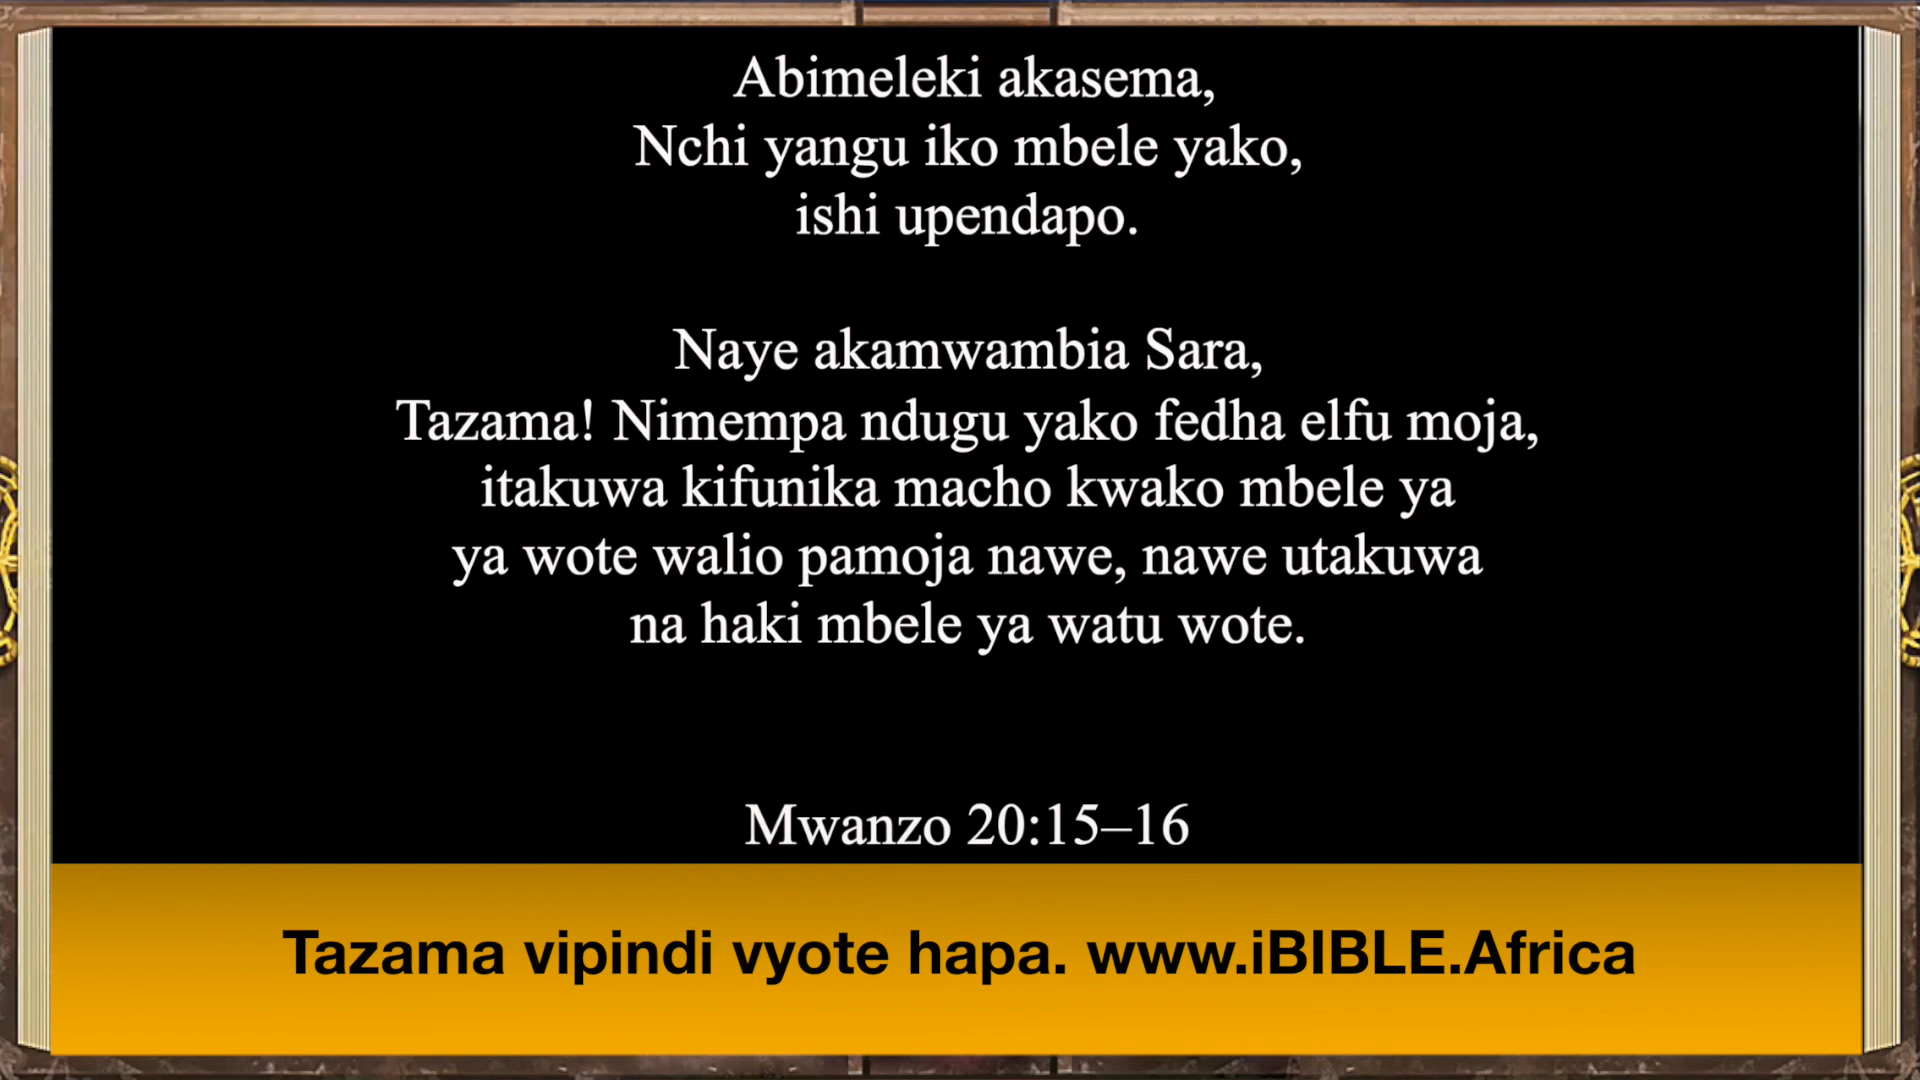 Abimeleki akasema,
Nchi yangu iko mbele yako,
ishi upendapo.
Naye akamwambia Sara,
Tazama! Nimempa ndugu yako fedha elfu moja,
itakuwa kifunika macho kwako mbele ya
ya wote walio pamoja nawe, nawe utakuwa
na haki mbele ya watu wote.
Mwanzo 20:15–16
Tazama vipindi vyote hapa. www.iBIBLE.Africa